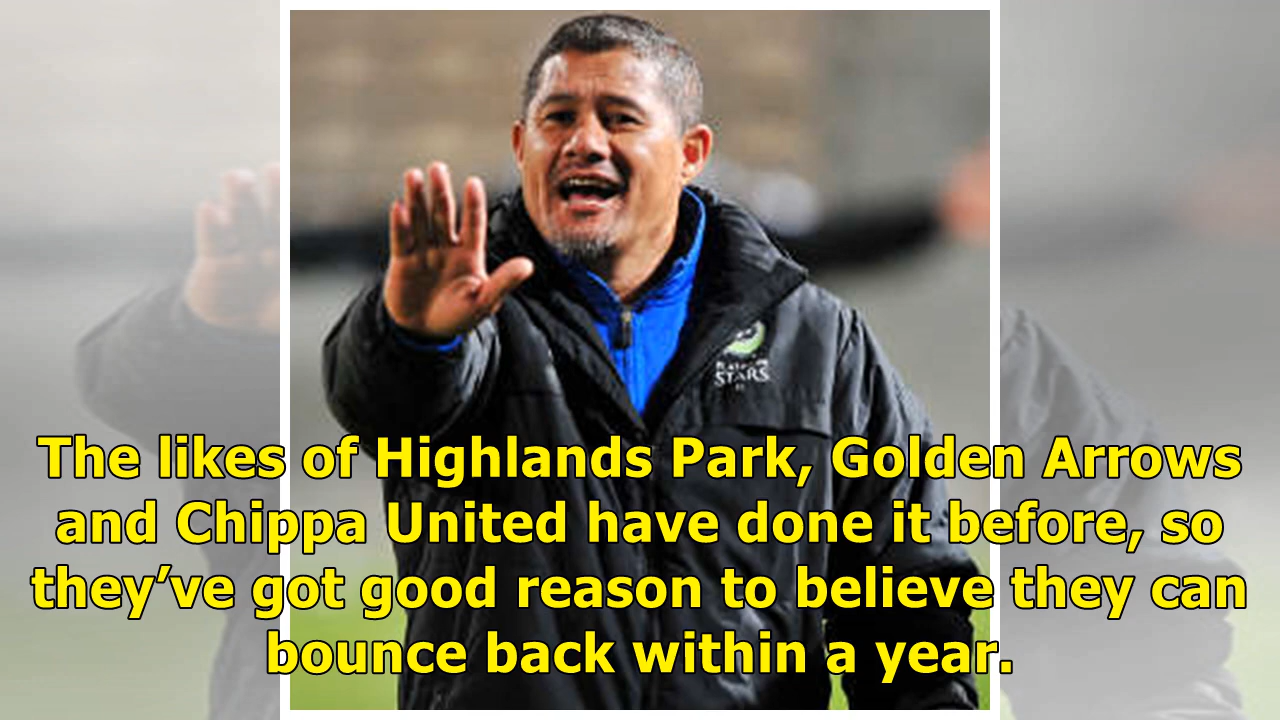 STARS
The likes of Highlands Park, Golden Arrows
and Chippa United have done it before, so
they’ve got good reason to believe they can
bounce back within a year.